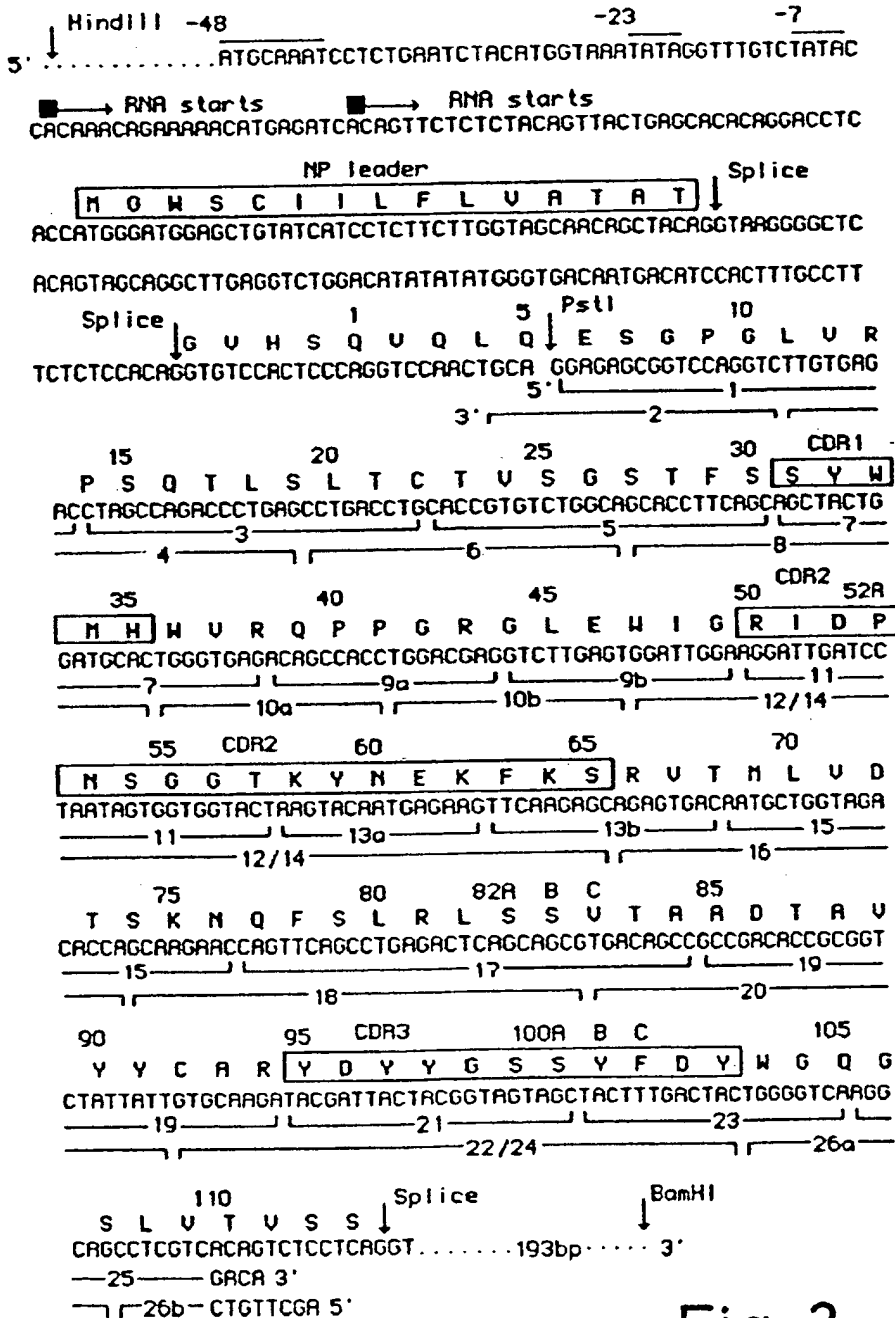 HindIII -48 -23 -7
5' ............ATGCAAATCCTCTGAATCTACATGGTAAATATAGGTTTGTCTATAC
RNA starts RNA starts
CACAAACAGAAAAACATGAGATCACAGTTCTCTCTACAGTTACTGAGCACACAGGACCTC
NP leader Splice
M G W S C I I L F L V A T A T
ACCATGGGATGGAGCTGTATCATCCTCTTCTTGGTAGCAACAGCTACAGGTAAGGGGCTC
ACAGTAGCAGGCTTGAGGTCTGGACATATATATGGGTGACAATGACATCCACTTTGCCTT
Splice 1 5 PstI 10
G V H S Q V Q L Q E S G P G L V R
TCTCTCCACAGGTGTCCACTCCCAGGTCCAACTGCA GGAGAGCGGTCCAGGTCTTGTGAG
5' 1
3' 2
15 20 25 30 CDR1
P S Q T L S L T C T V S G S T F S S Y W
ACCTAGCCAGACCCTGAGCCTGACCTGCACCGTGTCTGGCAGCACCTTCAGCAGCTACTG
3 5 7
4 6 8
35 40 45 50 CDR2 52A
M H W V R Q P P G R G L E W I G R I D P
GATGCACTGGGTGAGACAGCCACCTGGACGAGGTCTTGAGTGGATTGGAAGGATTGATCC
7 9a 9b 11
10a 10b 12/14
55 CDR2 60 65 70
N S G G T K Y N E K F K S R V T M L V D
TAATAGTGGTGGTACTAAGTACAATGAGAAGTTCAAGAGCAGAGTGACAATGCTGGTAGA
11 13a 13b 15
12/14 16
75 80 82A B C 85
T S K N Q F S L R L S S V T A A D T A V
CACCAGCAAGAACCAGTTCAGCCTGAGACTCAGCAGCGTGACAGCCGCCGACACCGCGGT
15 17 19
18 20
90 95 CDR3 100A B C 105
Y Y C A R Y D Y Y G S S Y F D Y W G Q G
CTATTATTGTGCAAGATACGATTACTACGGTAGTAGCTACTTTGACTACTGGGGTCAAGG
19 21 23
22/24 26a
110 Splice BamHI
S L V T V S S
CAGCCTCGTCACAGTCTCCTCAGGT.......193bp...... 3'
25 GACA 3'
26b CTGTTCGA 5'
Fig.